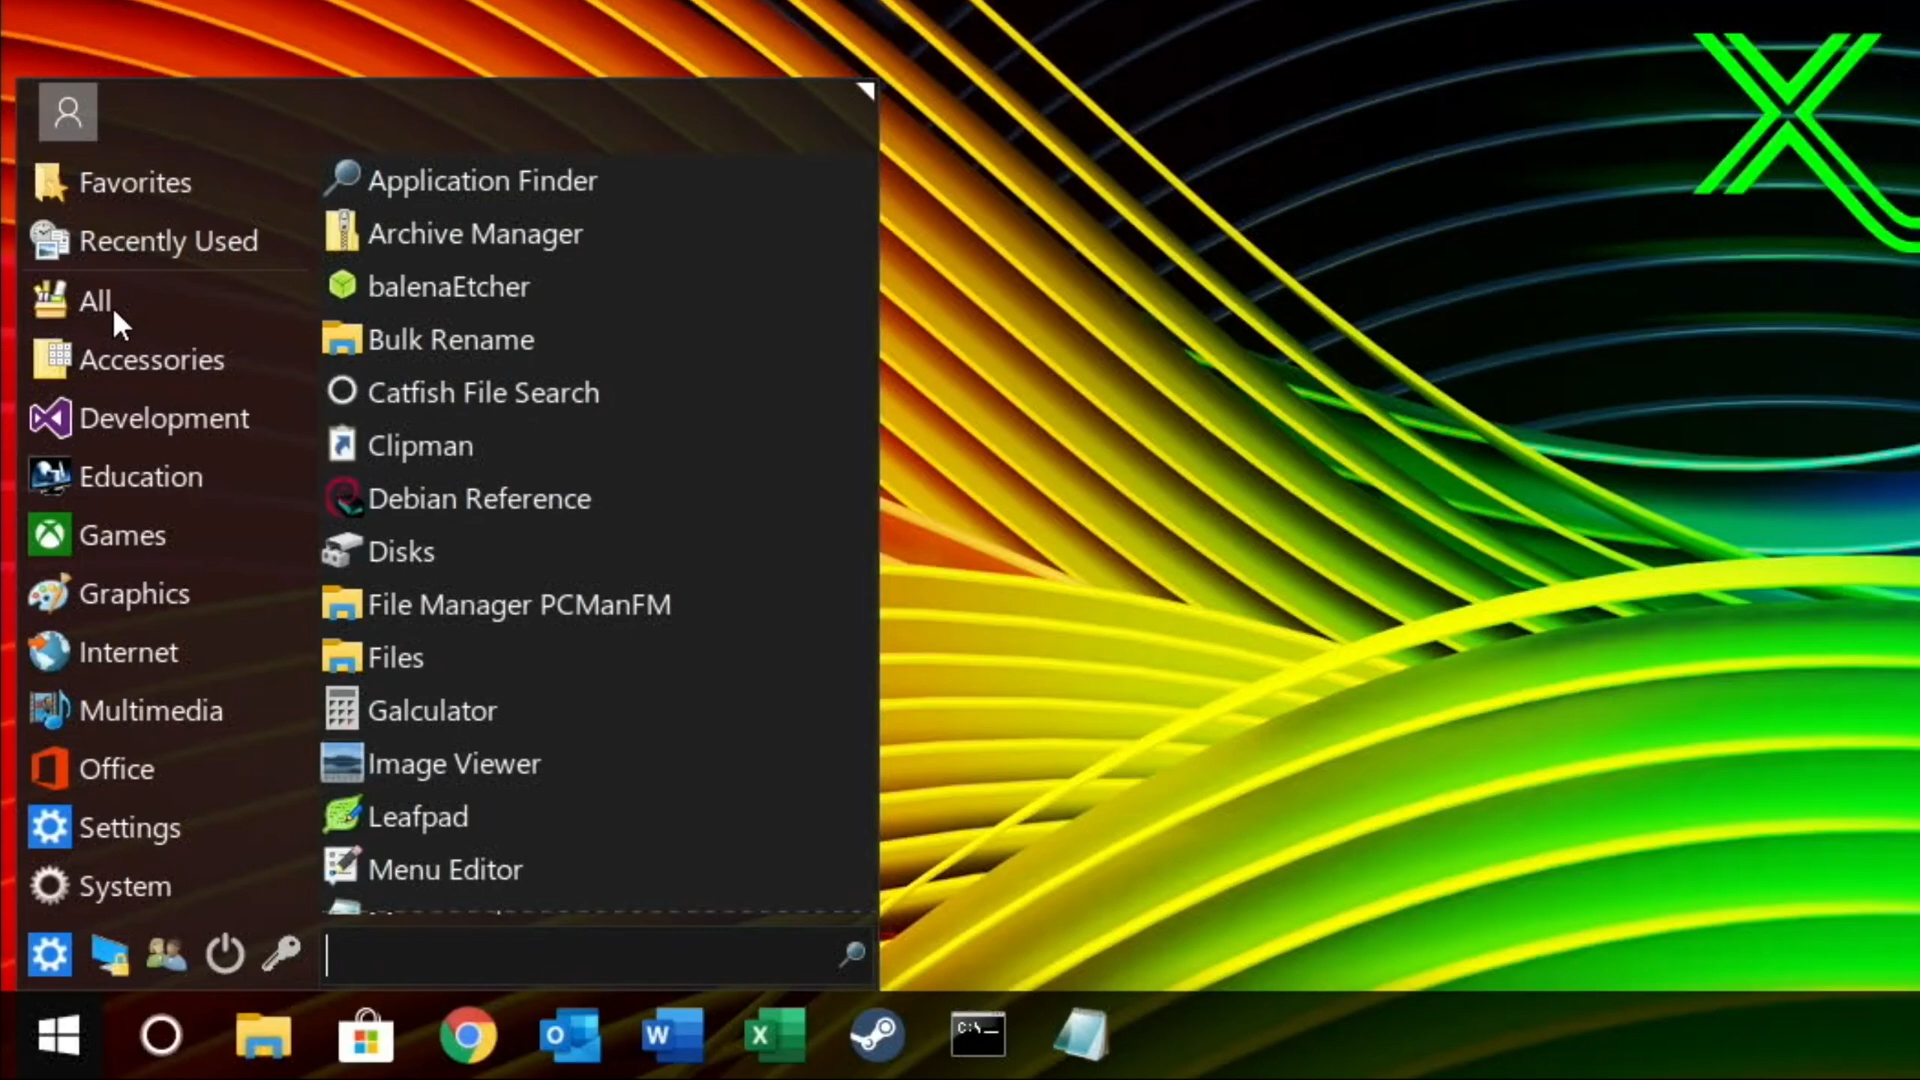 Favorites
Recently Used
All
Accessories
Development
Education
Games
Graphics
Internet
Multimedia
Office
Settings
System
Application Finder
Archive Manager
balenaEtcher
Bulk Rename
Catfish File Search
Clipman
Debian Reference
Disks
File Manager PCManFM
Files
Galculator
Image Viewer
Leafpad
Menu Editor
O
W
X
C:\_